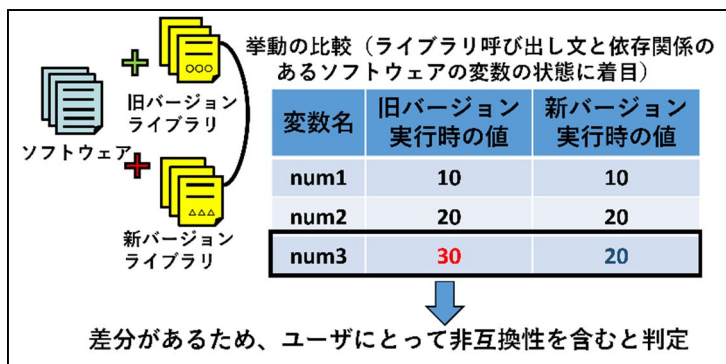 ○○○
旧バージョン
ライブラリ
ソフトウェア
△△△
新バージョン
ライブラリ
挙動の比較（ライブラリ呼び出し文と依存関係の
あるソフトウェアの変数の状態に着目）
変数名 旧バージョン実行時の値 新バージョン実行時の値
num1 10 10
num2 20 20
num3 30 20
差分があるため、ユーザにとって非互換性を含むと判定